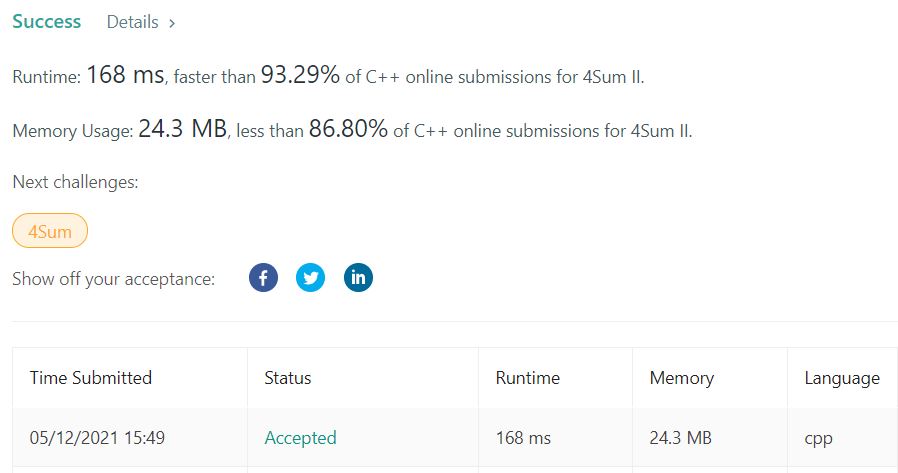 Success Details >
Runtime: 168 ms, faster than 93.29% of C++ online submissions for 4Sum II.
Memory Usage: 24.3 MB, less than 86.80% of C++ online submissions for 4Sum II.
Next challenges:
4Sum
Show off your acceptance:
Time Submitted Status Runtime Memory Language
05/12/2021 15:49 Accepted 168 ms 24.3 MB cpp